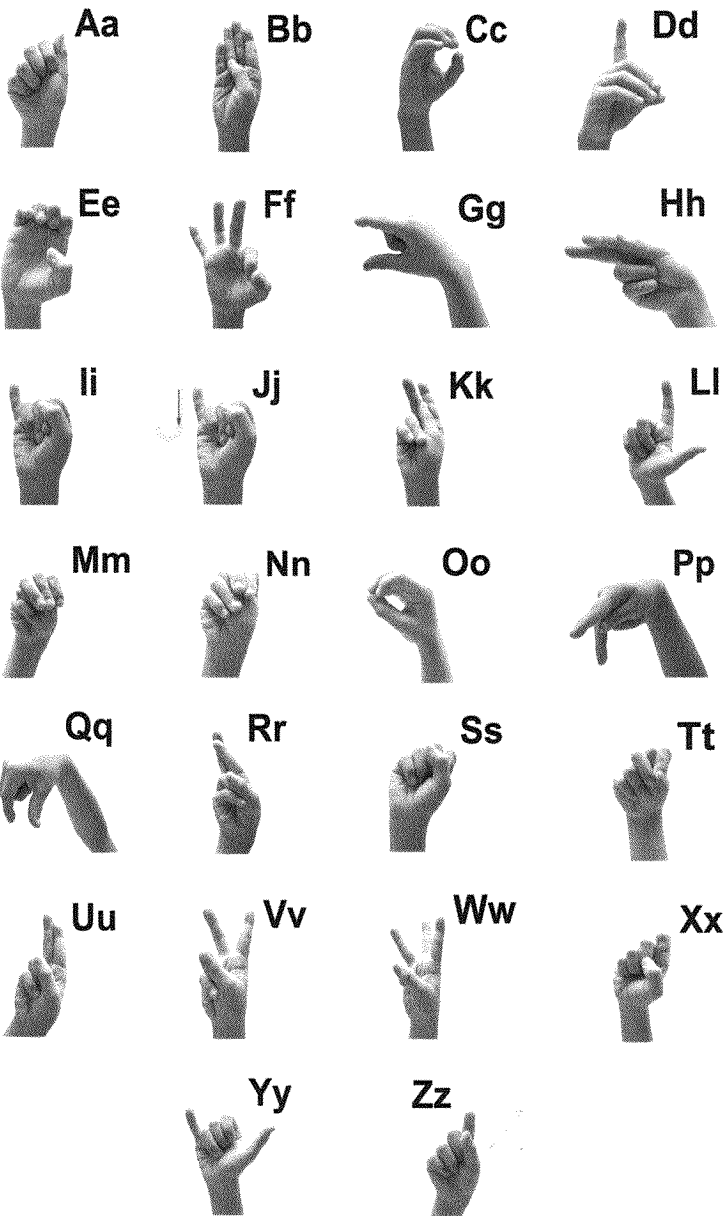 Aa Bb Cc Dd
Ee Ff Gg Hh
Ii Jj Kk Ll
Mm Nn Oo Pp
Qq Rr Ss Tt
Uu Vv Ww Xx
Yy Zz